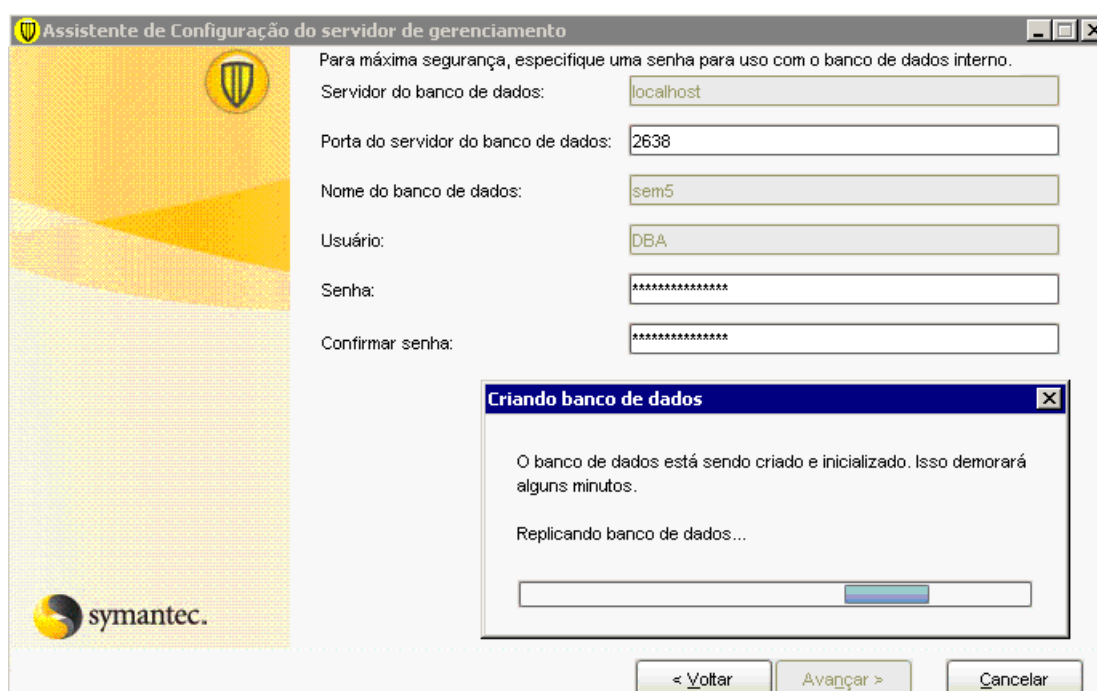 Assistente de Configuração do servidor de gerenciamento
Para máxima segurança, especifique uma senha para uso com o banco de dados interno.
Servidor do banco de dados: localhost
Porta do servidor do banco de dados: 2638
Nome do banco de dados: sem5
Usuário: DBA
Senha: ***************
Confirmar senha: ***************
Criando banco de dados
O banco de dados está sendo criado e inicializado. Isso demorará
alguns minutos.
Replicando banco de dados...
symantec.
< Voltar Avançar > Cancelar